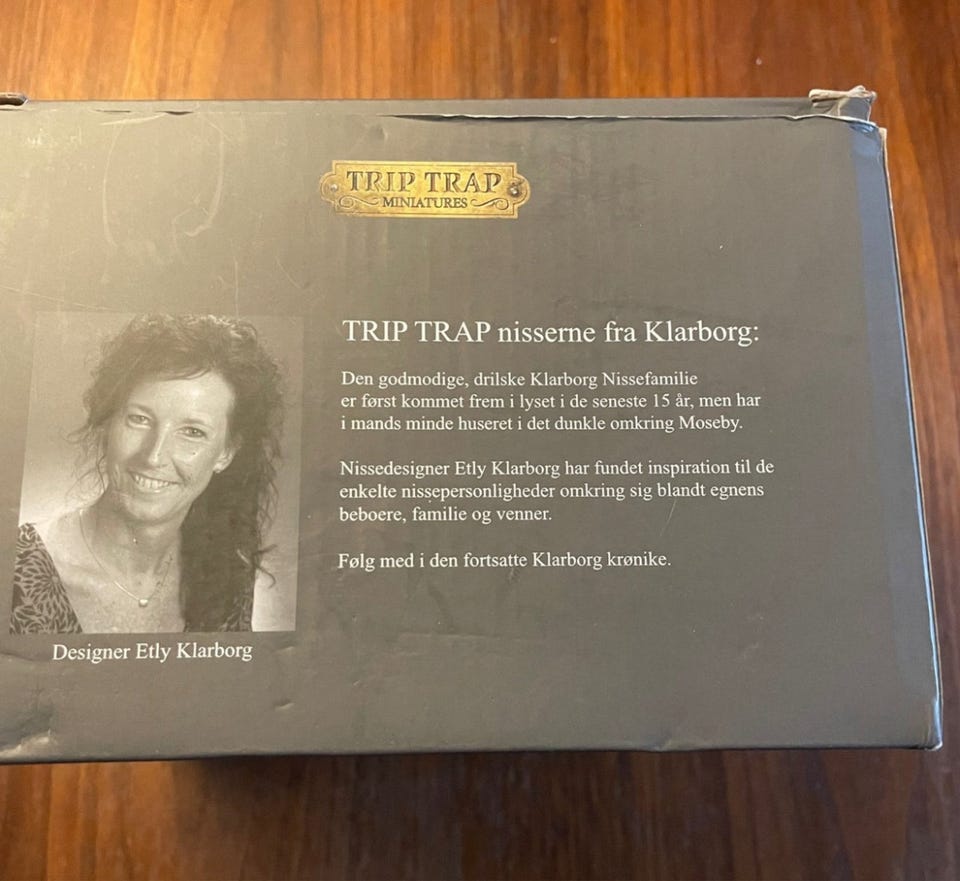 TRIP TRAP
MINIATURES
TRIP TRAP nisserne fra Klarborg:
Den godmodige, drilske Klarborg Nissefamilie
er først kommet frem i lyset i de seneste 15 år, men har
i mands minde huseret i det dunkle omkring Moseby.
Nissedesigner Etly Klarborg har fundet inspiration til de
enkelte nissepersonligheder omkring sig blandt egnens
beboere, familie og venner.
Følg med i den fortsatte Klarborg krønike.
Designer Etly Klarborg